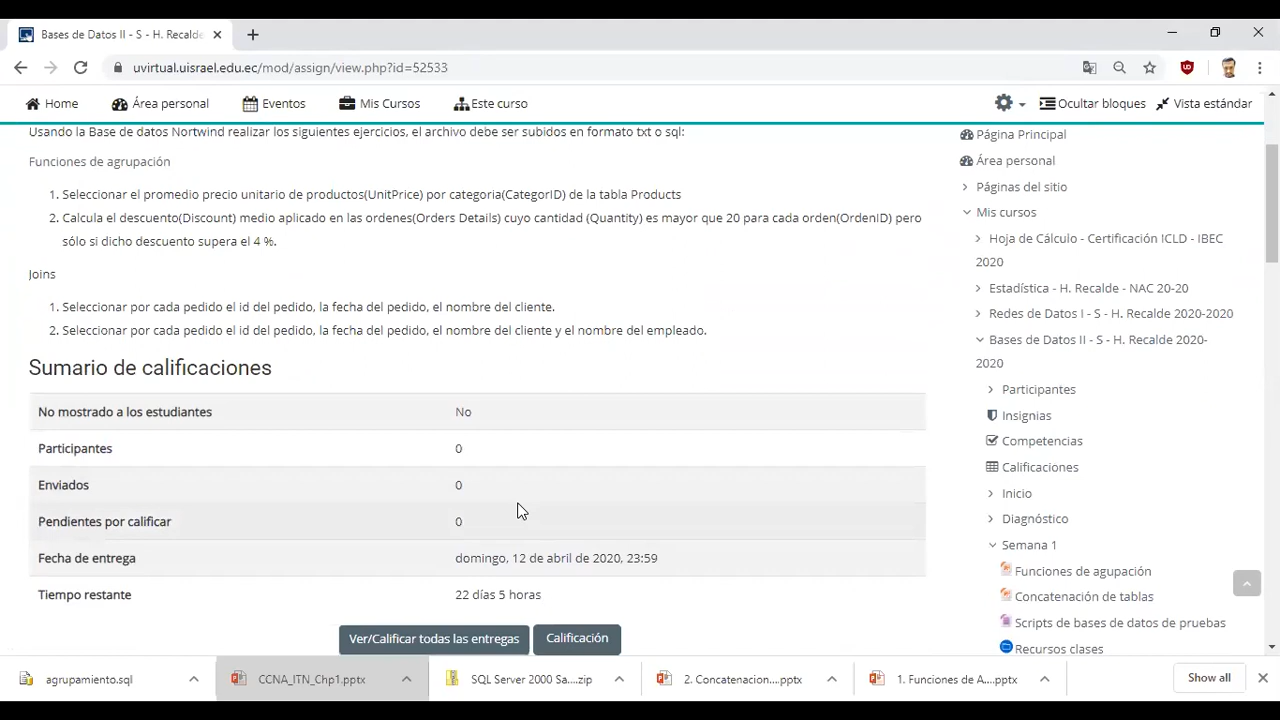 Bases de Datos II - S - H. Recalde
uvirtual.uisrael.edu.ec/mod/assign/view.php?id=52533
Home Área personal Eventos Mis Cursos Este curso Ocultar bloques Vista estándar
Usando la Base de datos Nortwind realizar los siguientes ejercicios, el archivo debe ser subidos en formato txt o sql:
Funciones de agrupación
1. Seleccionar el promedio precio unitario de productos(UnitPrice) por categoria(CategorID) de la tabla Products
2. Calcula el descuento(Discount) medio aplicado en las ordenes(Orders Details) cuyo cantidad (Quantity) es mayor que 20 para cada orden(OrdenID) pero
sólo si dicho descuento supera el 4 %.
Joins
1. Seleccionar por cada pedido el id del pedido, la fecha del pedido, el nombre del cliente.
2. Seleccionar por cada pedido el id del pedido, la fecha del pedido, el nombre del cliente y el nombre del empleado.
Sumario de calificaciones
No mostrado a los estudiantes No
Participantes 0
Enviados 0
Pendientes por calificar 0
Fecha de entrega domingo, 12 de abril de 2020, 23:59
Tiempo restante 22 días 5 horas
Ver/Calificar todas las entregas Calificación
Página Principal
Área personal
Páginas del sitio
Mis cursos
Hoja de Cálculo - Certificación ICLD - IBEC
2020
Estadística - H. Recalde - NAC 20-20
Redes de Datos I - S - H. Recalde 2020-2020
Bases de Datos II - S - H. Recalde 2020-
2020
Participantes
Insignias
Competencias
Calificaciones
Inicio
Diagnóstico
Semana 1
Funciones de agupación
Concatenación de tablas
Scripts de bases de datos de pruebas
Recursos clases
agrupamiento.sql CCNA_ITN_Chp1.pptx SQL Server 2000 Sa....zip 2. Concatenacion....pptx 1. Funciones de A....pptx Show all